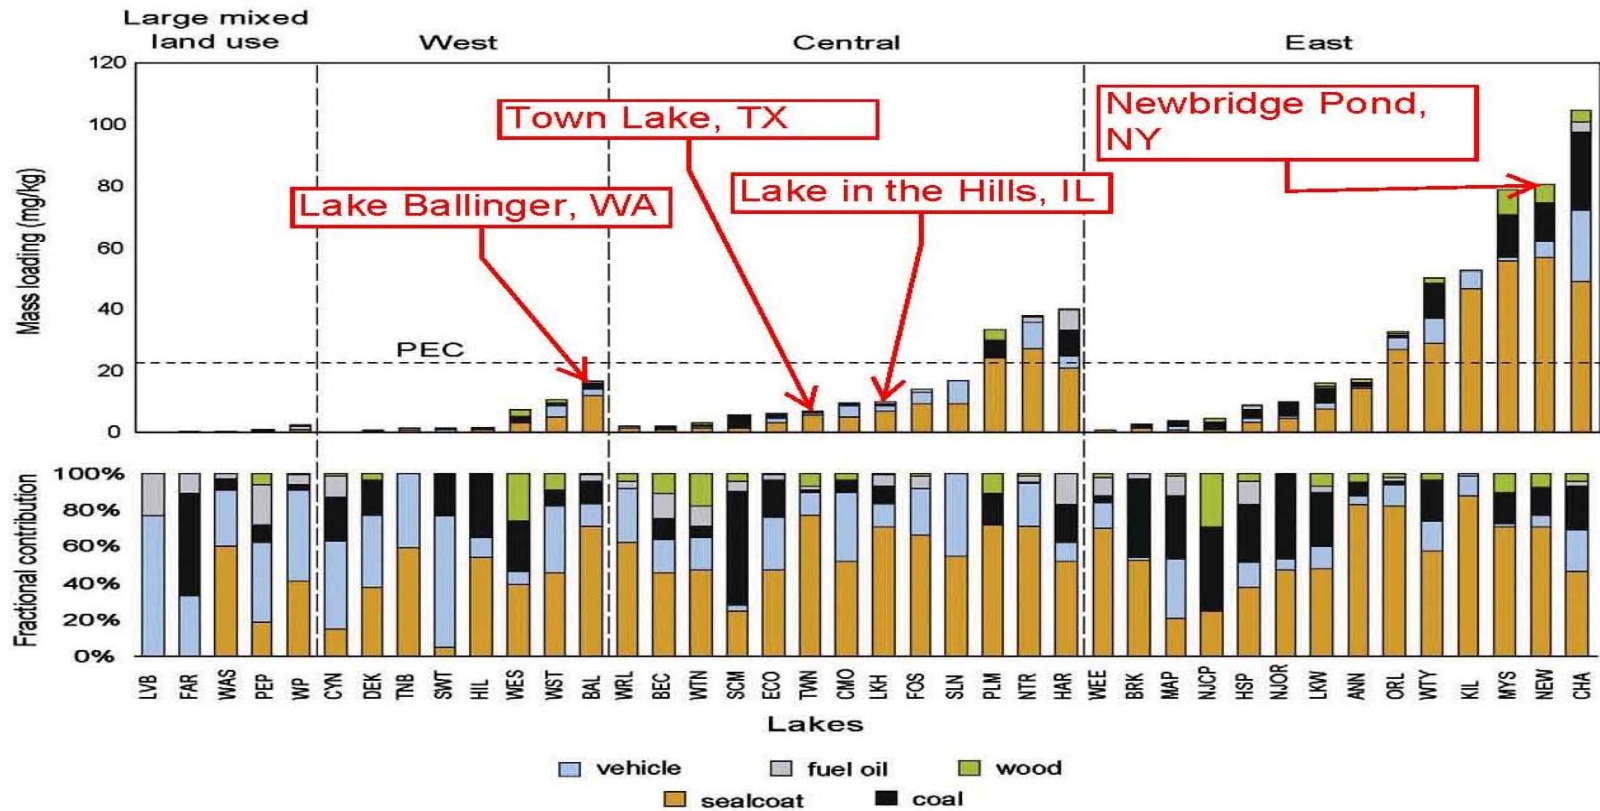 Large mixed
land use
West
Central
East
Mass loading (mg/kg)
120
100
80
60
40
20
0
PEC
Town Lake, TX
Newbridge Pond,
NY
Lake Ballinger, WA
Lake in the Hills, IL
Fractional contribution
100%
80%
60%
40%
20%
0%
LVB
FAR
WAS
PEP
WP
CYN
DEK
TNB
SWT
HIL
WES
WST
BAL
WRL
BEC
WTN
SCM
ECO
TWN
CMO
LKH
FOS
SLN
PLM
NTR
HAR
WEE
BRK
MAP
NJCP
HSP
NJOR
LKW
ANN
ORL
WTY
KIL
MYS
NEW
CHA
Lakes
vehicle
fuel oil
wood
sealcoat
coal